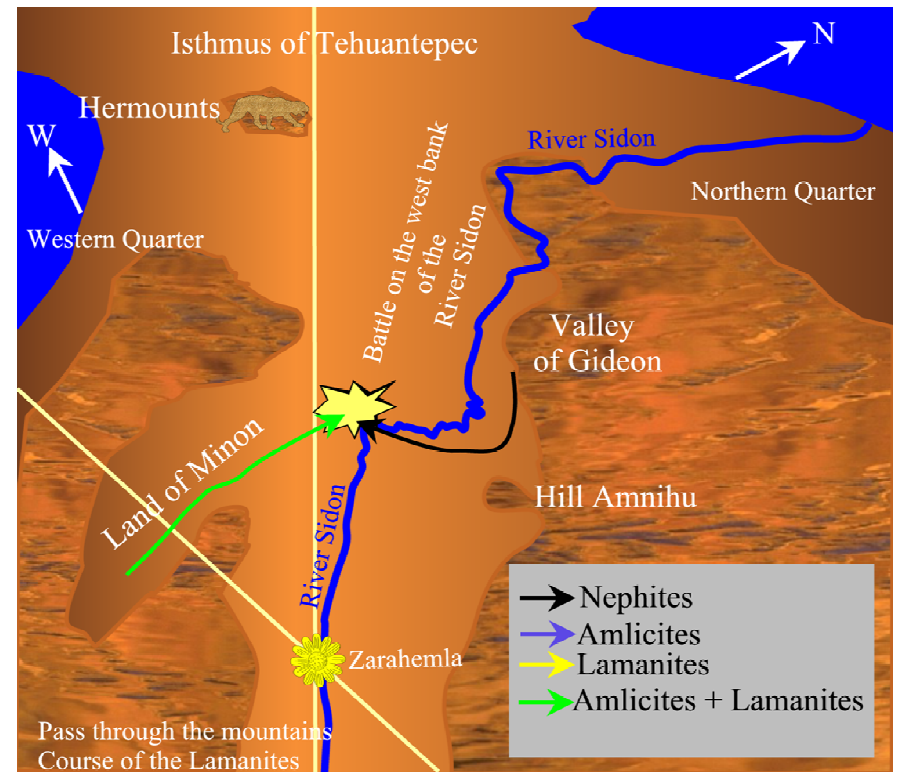 Isthmus of Tehuantepec
N
Hermounts
W
River Sidon
Northern Quarter
Western Quarter
Battle on the west bank
of the
River Sidon
Valley
of Gideon
Land of Minon
Hill Amnihu
River Sidon
Zarahemla
Nephites
Amlicites
Lamanites
Amlicites + Lamanites
Pass through the mountains
Course of the Lamanites